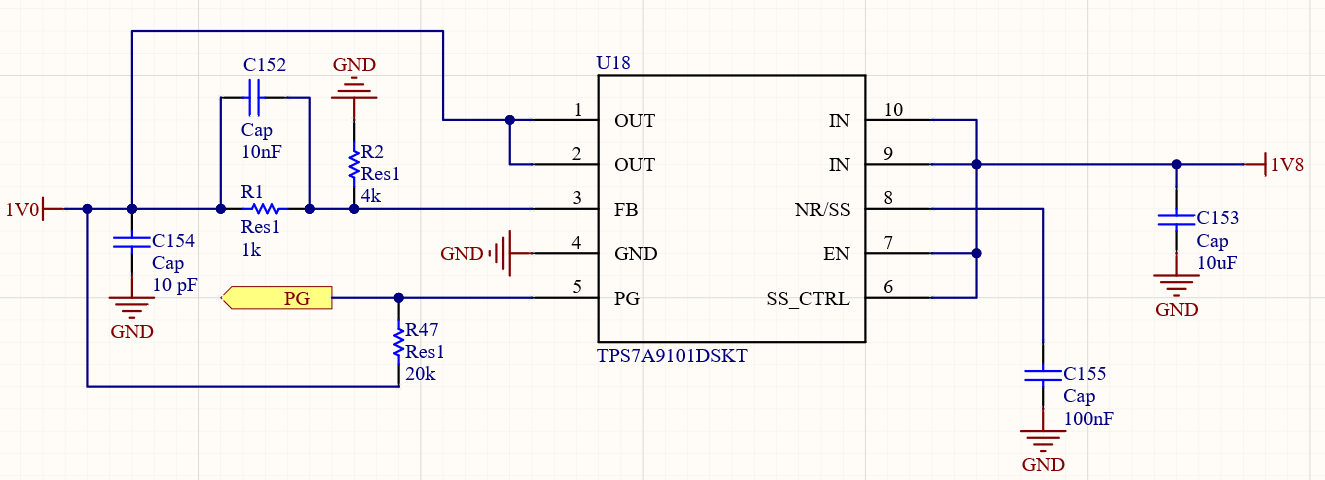 U18
C152
GND
Cap
10nF
R2
Res1
4k
1 OUT
2 OUT
3 FB
4 GND
5 PG
IN 10
IN 9
NR/SS 8
EN 7
SS_CTRL 6
1V8
1V0
R1
Res1
1k
C154
Cap
10 pF
GND
GND
PG
R47
Res1
20k
TPS7A9101DSKT
C153
Cap
10uF
GND
C155
Cap
100nF
GND